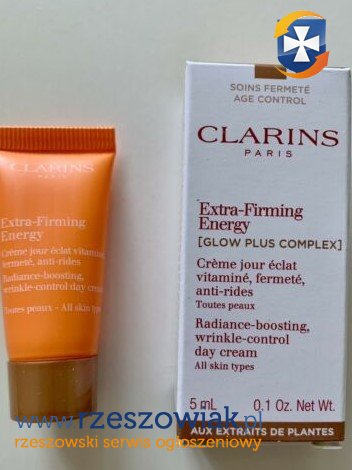 CLARINS
PARIS
Extra-Firming
Energy
Crème jour éclat vitaminé,
fermeté, anti-rides
Radiance-boosting,
wrinkle-control day cream
Toutes peaux - All skin types
SOINS FERMETÉ
AGE CONTROL
CLARINS
PARIS
Extra-Firming
Energy
[GLOW PLUS COMPLEX]
Crème jour éclat
vitaminé, fermeté,
anti-rides
Toutes peaux
Radiance-boosting,
wrinkle-control
day cream
All skin types
5 mL 0.1 Oz. Net Wt.
AUX EXTRAITS DE PLANTES
www.rzeszowiak.pl
rzeszowski serwis ogłoszeniowy